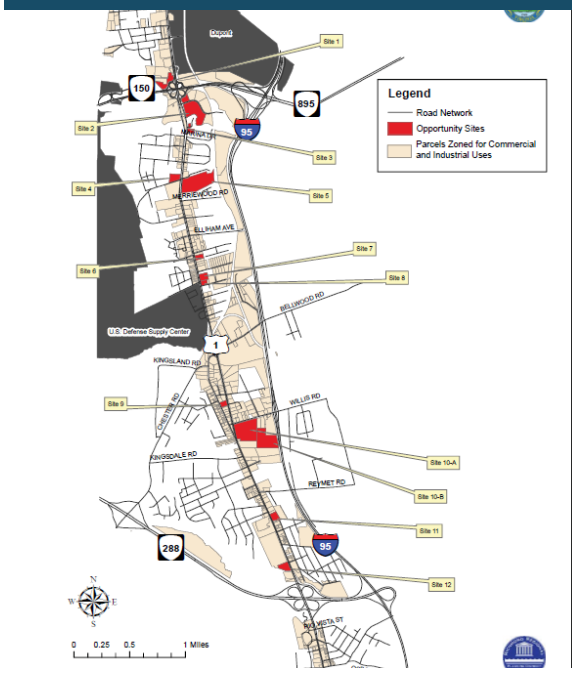 Dupont
Site 1
150
895
Site 2
MARINA DR
95
Site 3
Legend
Road Network
Opportunity Sites
Parcels Zoned for Commercial
and Industrial Uses
Site 4
MERRIEWOOD RD
Site 5
ELLIHAM AVE
Site 6
Site 7
Site 8
BELLWOOD RD
U.S. Defense Supply Center
1
KINGSLAND RD
CHESTER RD
WILLIS RD
Site 9
KINGSDALE RD
Site 10-A
REYMET RD
Site 10-B
Site 11
288
95
Site 12
N
W E
S
0 0.25 0.5 1 Miles